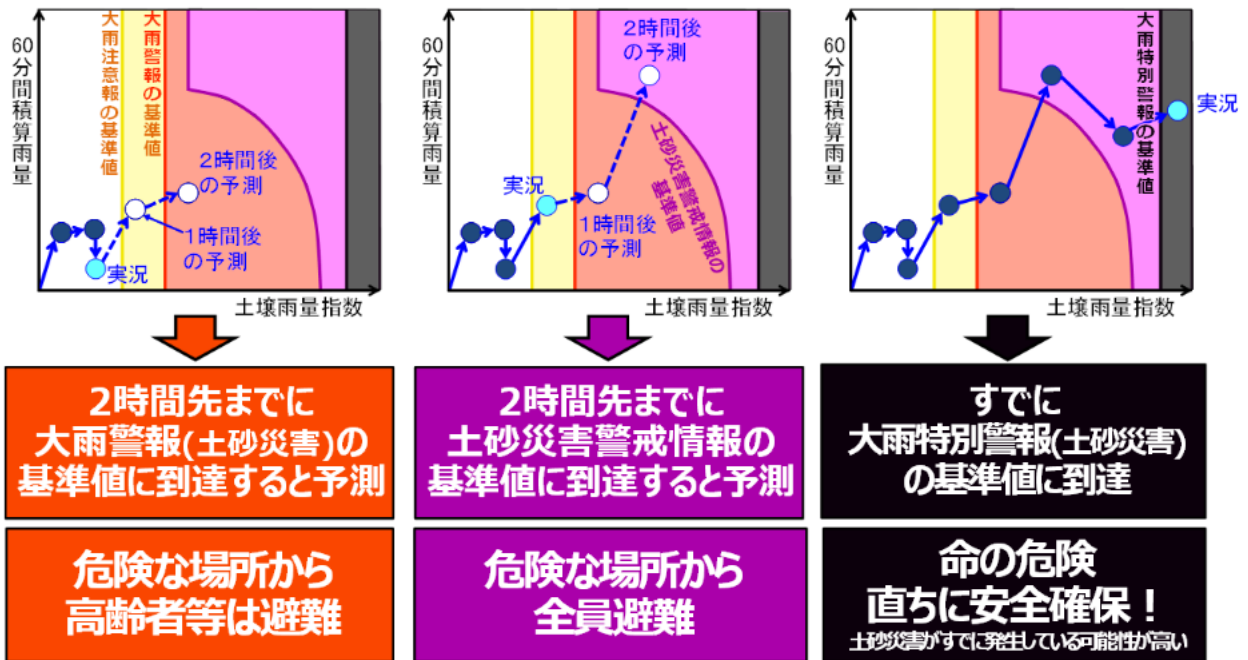 60分間積算雨量
大雨注意報の基準値
大雨警報の基準値
2時間後
の予測
1時間後
の予測
実況
土壌雨量指数
60分間積算雨量
2時間後
の予測
実況
1時間後
の予測
土砂災害警戒情報の
基準値
土壌雨量指数
60分間積算雨量
大雨特別警報の基準値
実況
土壌雨量指数
2時間先までに
大雨警報(土砂災害)の
基準値に到達すると予測
危険な場所から
高齢者等は避難
2時間先までに
土砂災害警戒情報の
基準値に到達すると予測
危険な場所から
全員避難
すでに
大雨特別警報(土砂災害)
の基準値に到達
命の危険
直ちに安全確保！
土砂災害がすでに発生している可能性が高い